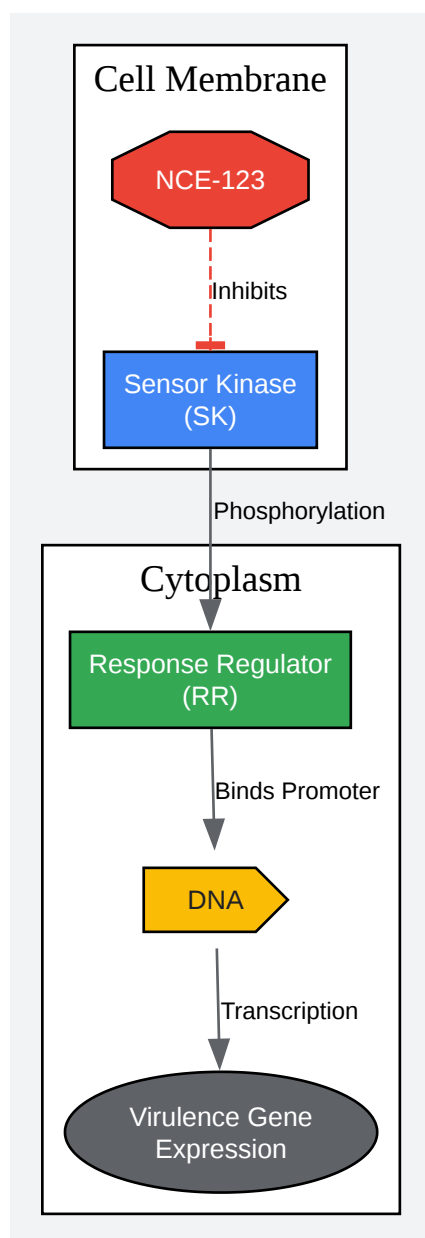 Cell Membrane
NCE-123
Inhibits
Sensor Kinase
(SK)
Phosphorylation
Cytoplasm
Response Regulator
(RR)
Binds Promoter
DNA
Transcription
Virulence Gene
Expression